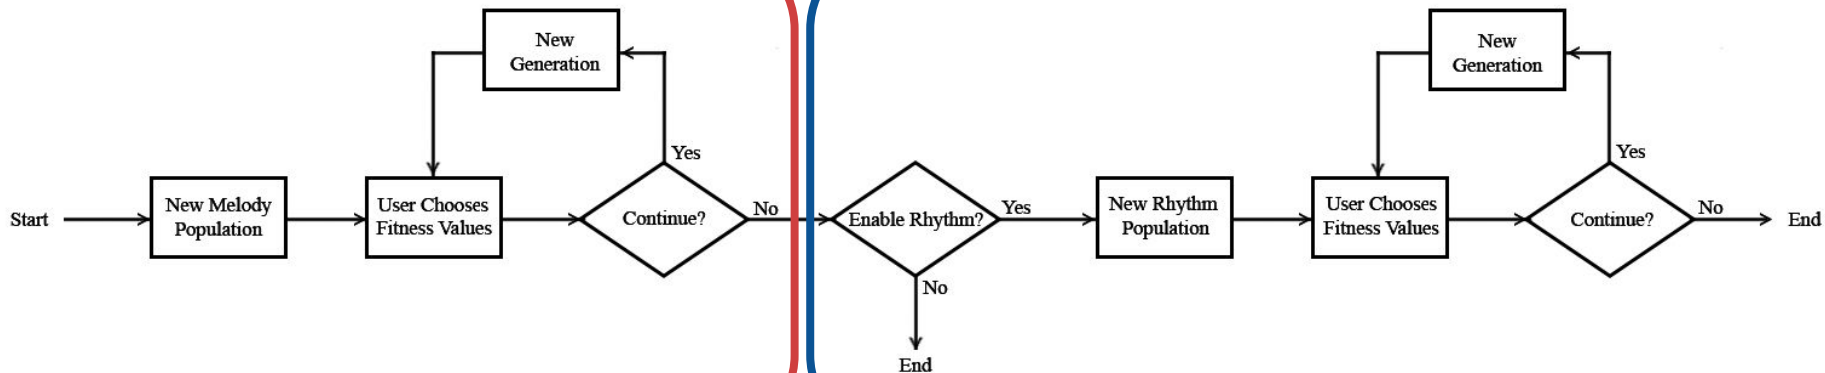 New
Generation
Yes
Start
New Melody
Population
User Chooses
Fitness Values
Continue?
No
Enable Rhythm?
Yes
No
End
New Rhythm
Population
User Chooses
Fitness Values
New
Generation
Yes
Continue?
No
End